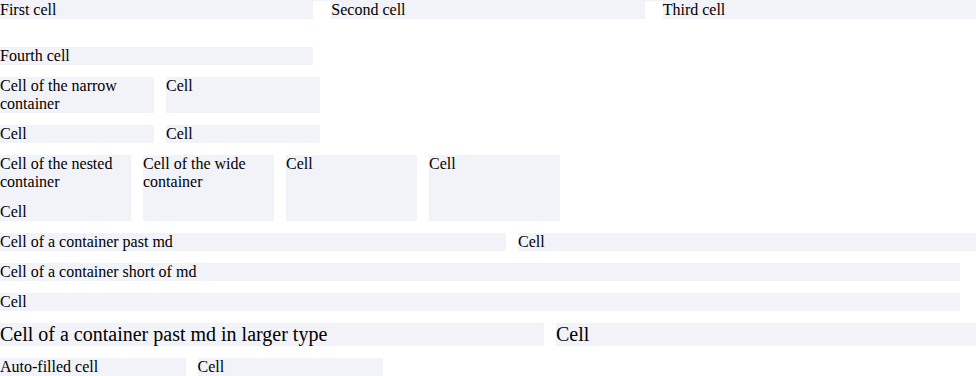 First cell Second cell Third cell
Fourth cell
Cell of the narrow container Cell
Cell Cell
Cell of the nested container Cell of the wide container Cell Cell
Cell
Cell of a container past md Cell
Cell of a container short of md
Cell
Cell of a container past md in larger type Cell
Auto-filled cell Cell